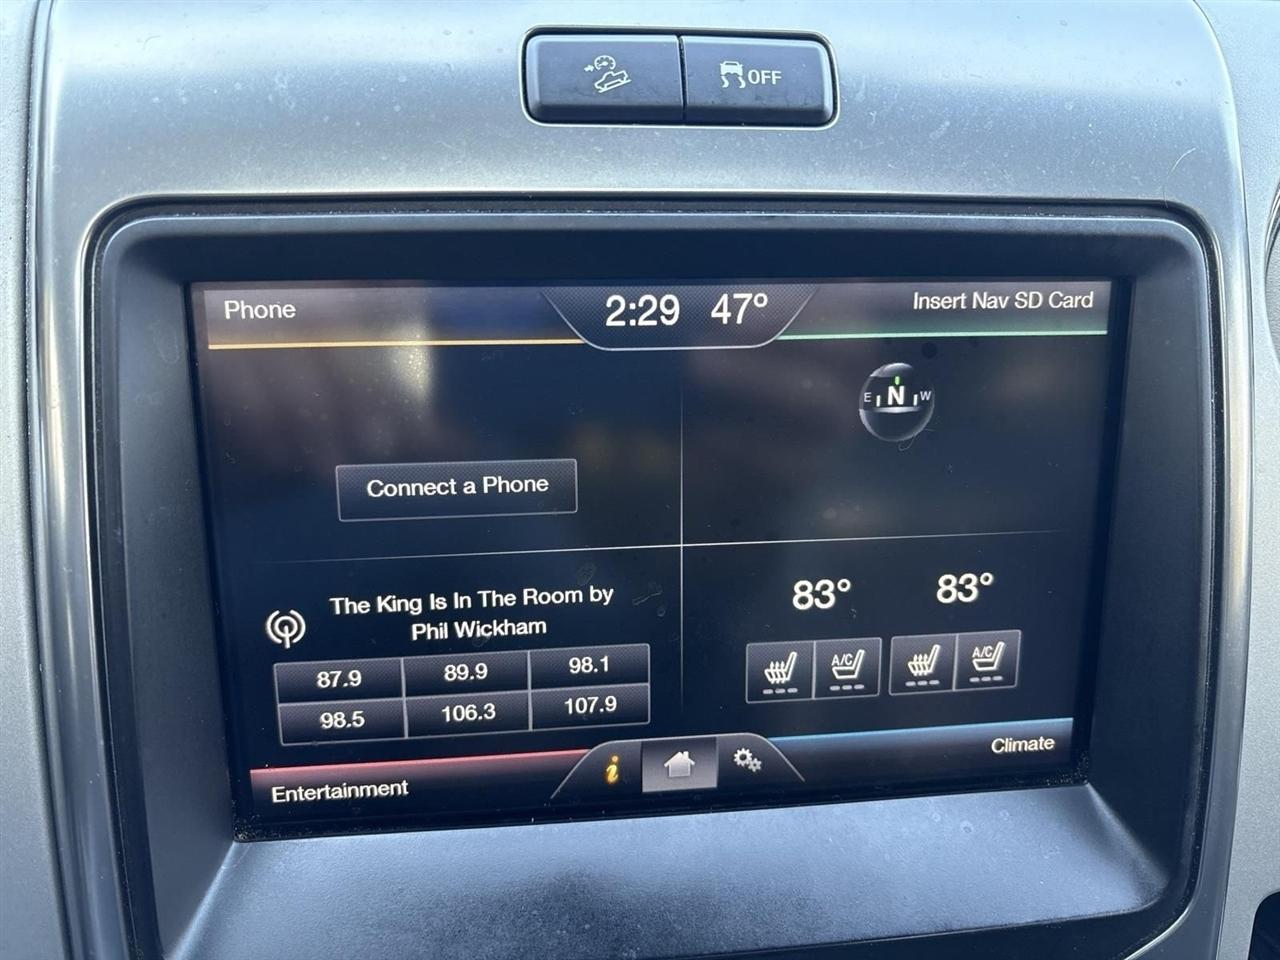 OFF
Phone
2:29 47°
Insert Nav SD Card
E N W
Connect a Phone
The King Is In The Room by
Phil Wickham
87.9 89.9 98.1
98.5 106.3 107.9
83° 83°
A/C A/C
i
Entertainment
Climate